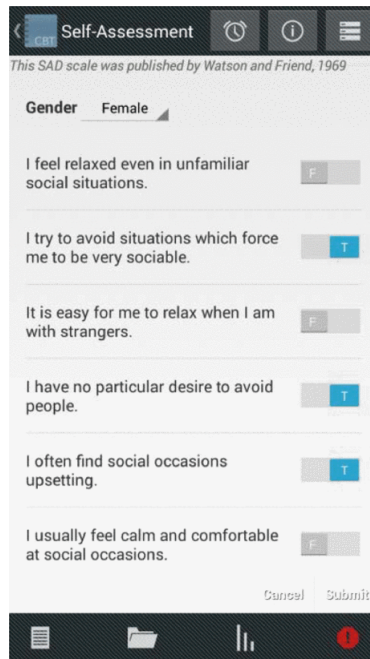 CBT Self-Assessment
This SAD scale was published by Watson and Friend, 1969
Gender Female
I feel relaxed even in unfamiliar
social situations.
F
I try to avoid situations which force
me to be very sociable.
T
It is easy for me to relax when I am
with strangers.
F
I have no particular desire to avoid
people.
T
I often find social occasions
upsetting.
T
I usually feel calm and comfortable
at social occasions.
F
Cancel Submit